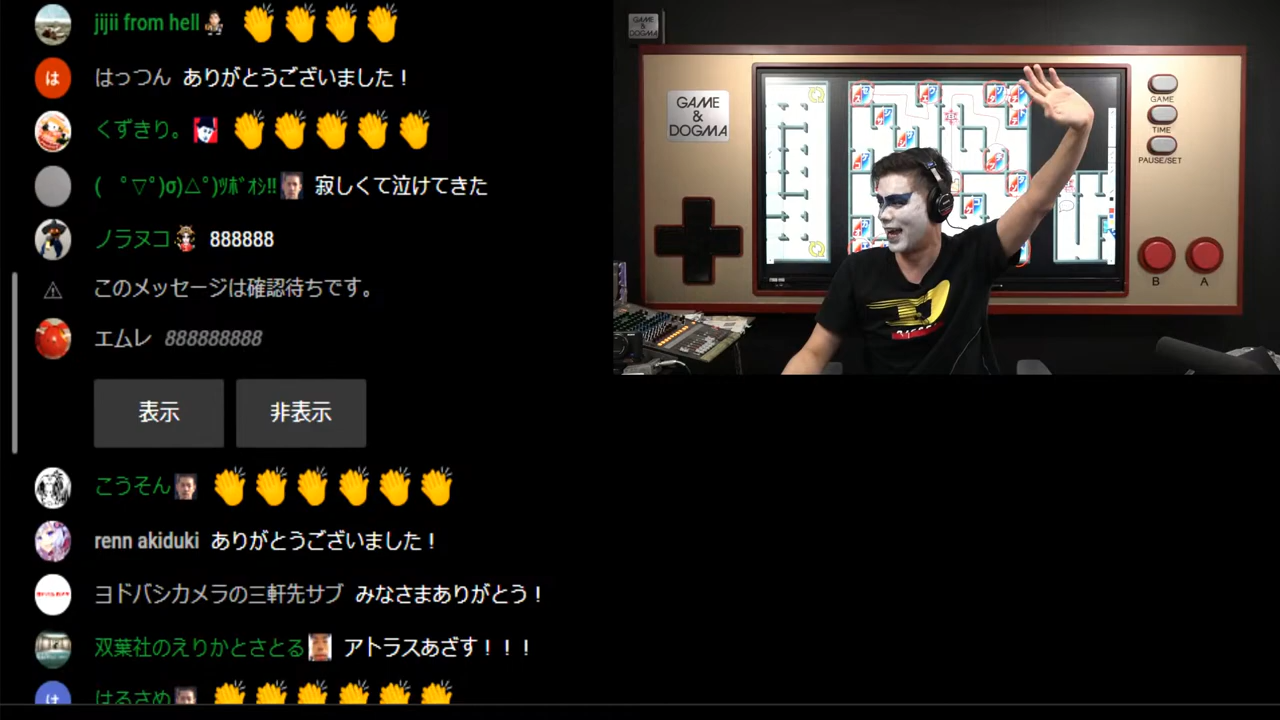 jijii from hell 👏👏👏👏
は はっつん ありがとうございました！
くずきり。 👏👏👏👏👏
寂しくて泣けてきた
ノラヌコ 888888
このメッセージは確認待ちです。
エムレ 888888888
表示 非表示
こうそん 👏👏👏👏👏👏
renn akiduki ありがとうございました！
ヨドバシカメラの三軒先サブ みなさまありがとう！
双葉社のえりかとさとる アトラスあざす！！！
は はるさめ 👏👏👏👏👏👏
GAME
&
DOGMA
GAME
&
DOGMA
GAME
TIME
PAUSE/SET
B A